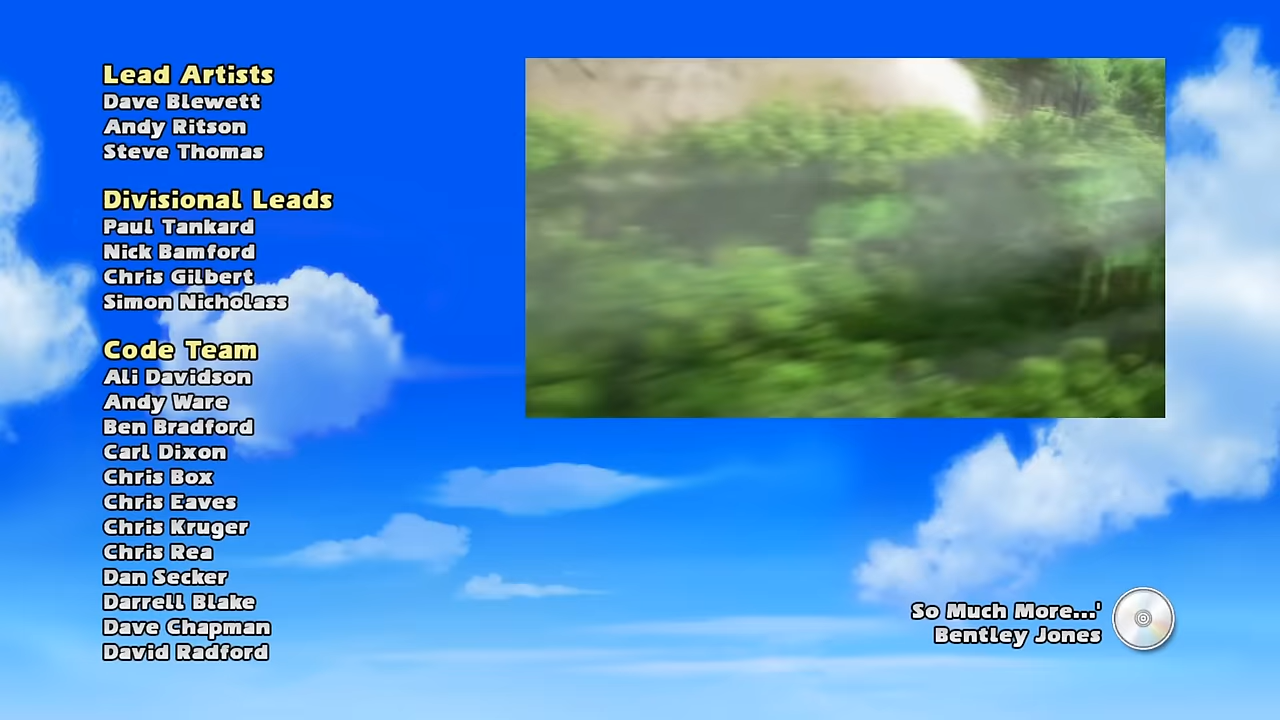 Lead Artists
Dave Blewett
Andy Ritson
Steve Thomas
Divisional Leads
Paul Tankard
Nick Bamford
Chris Gilbert
Simon Nicholass
Code Team
Ali Davidson
Andy Ware
Ben Bradford
Carl Dixon
Chris Box
Chris Eaves
Chris Kruger
Chris Rea
Dan Secker
Darrell Blake
Dave Chapman
David Radford
So Much More...'
Bentley Jones